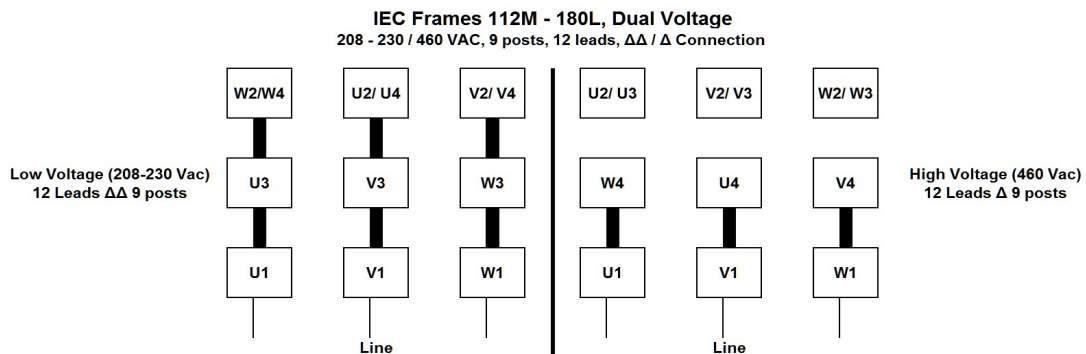 IEC Frames 112M - 180L, Dual Voltage
208 - 230 / 460 VAC, 9 posts, 12 leads, ΔΔ / Δ Connection
W2/W4 U2/ U4 V2/ V4 U2/ U3 V2/ V3 W2/ W3
Low Voltage (208-230 Vac)
12 Leads ΔΔ 9 posts
U3 V3 W3 W4 U4 V4
High Voltage (460 Vac)
12 Leads Δ 9 posts
U1 V1 W1 U1 V1 W1
Line Line